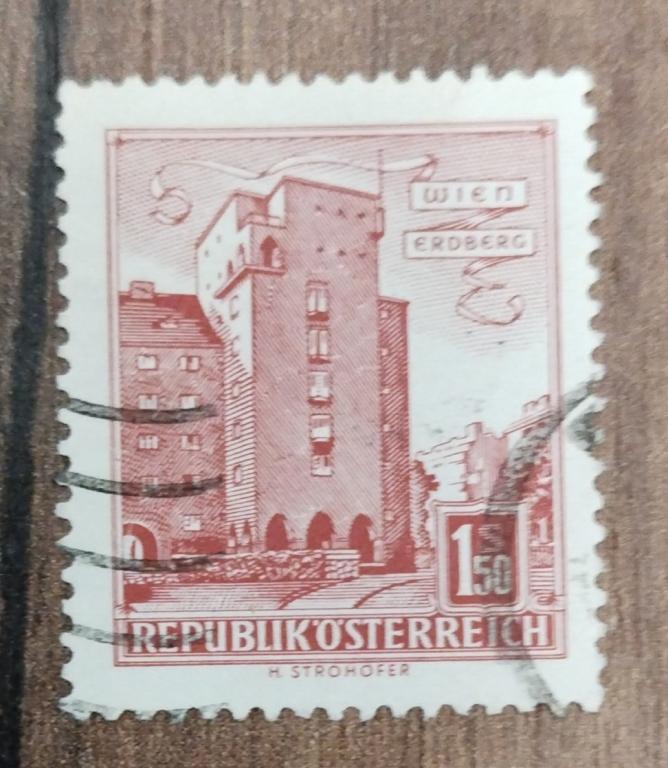 WIEN
ERDBERG
1 S
50
REPUBLIK ÖSTERREICH
H. STROHOFER